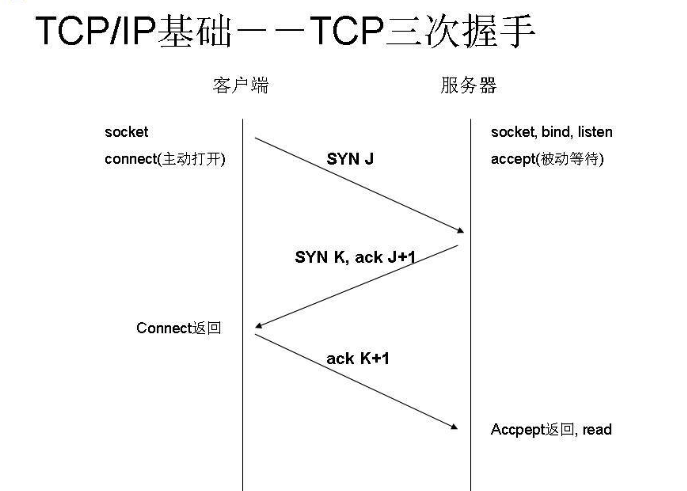 TCP/IP基础－－TCP三次握手
客户端
服务器
socket
socket, bind, listen
connect(主动打开)
SYN J
accept(被动等待)
SYN K, ack J+1
Connect返回
ack K+1
Accpept返回, read